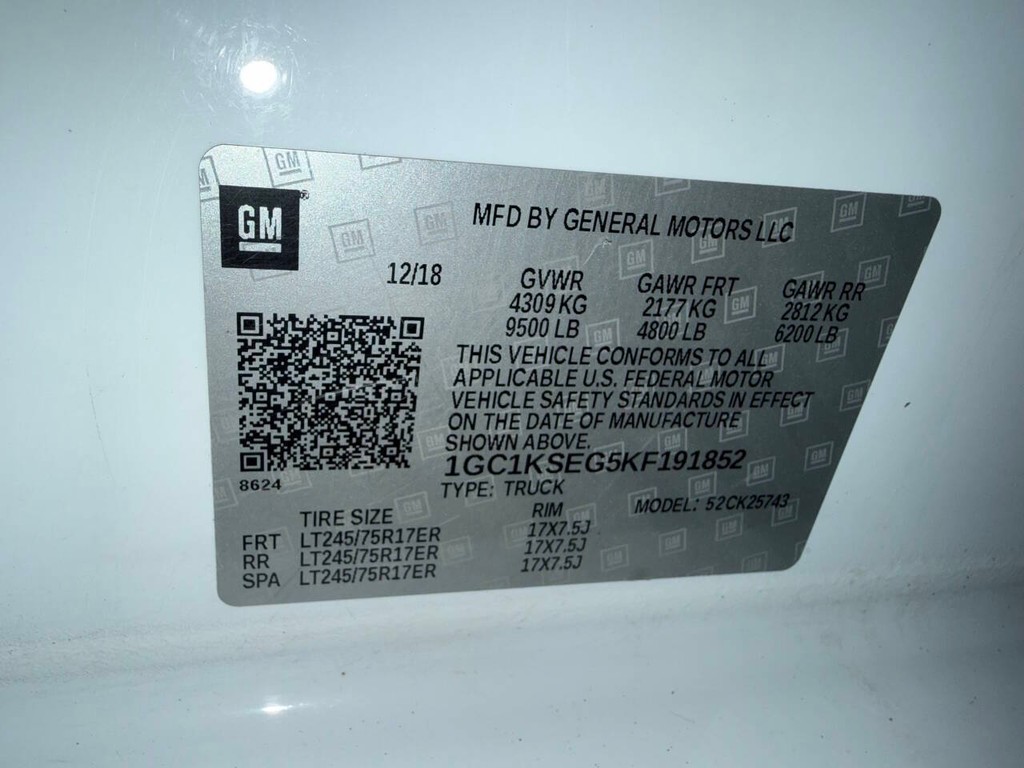 GM
MFD BY GENERAL MOTORS LLC
12/18
GVWR GAWR FRT GAWR RR
4309 KG 2177 KG 2812 KG
9500 LB 4800 LB 6200 LB
THIS VEHICLE CONFORMS TO ALL
APPLICABLE U.S. FEDERAL MOTOR
VEHICLE SAFETY STANDARDS IN EFFECT
ON THE DATE OF MANUFACTURE
SHOWN ABOVE.
1GC1KSEG5KF191852
8624
TYPE: TRUCK
MODEL: 52CK25743
TIRE SIZE RIM
FRT LT245/75R17ER 17X7.5J
RR LT245/75R17ER 17X7.5J
SPA LT245/75R17ER 17X7.5J